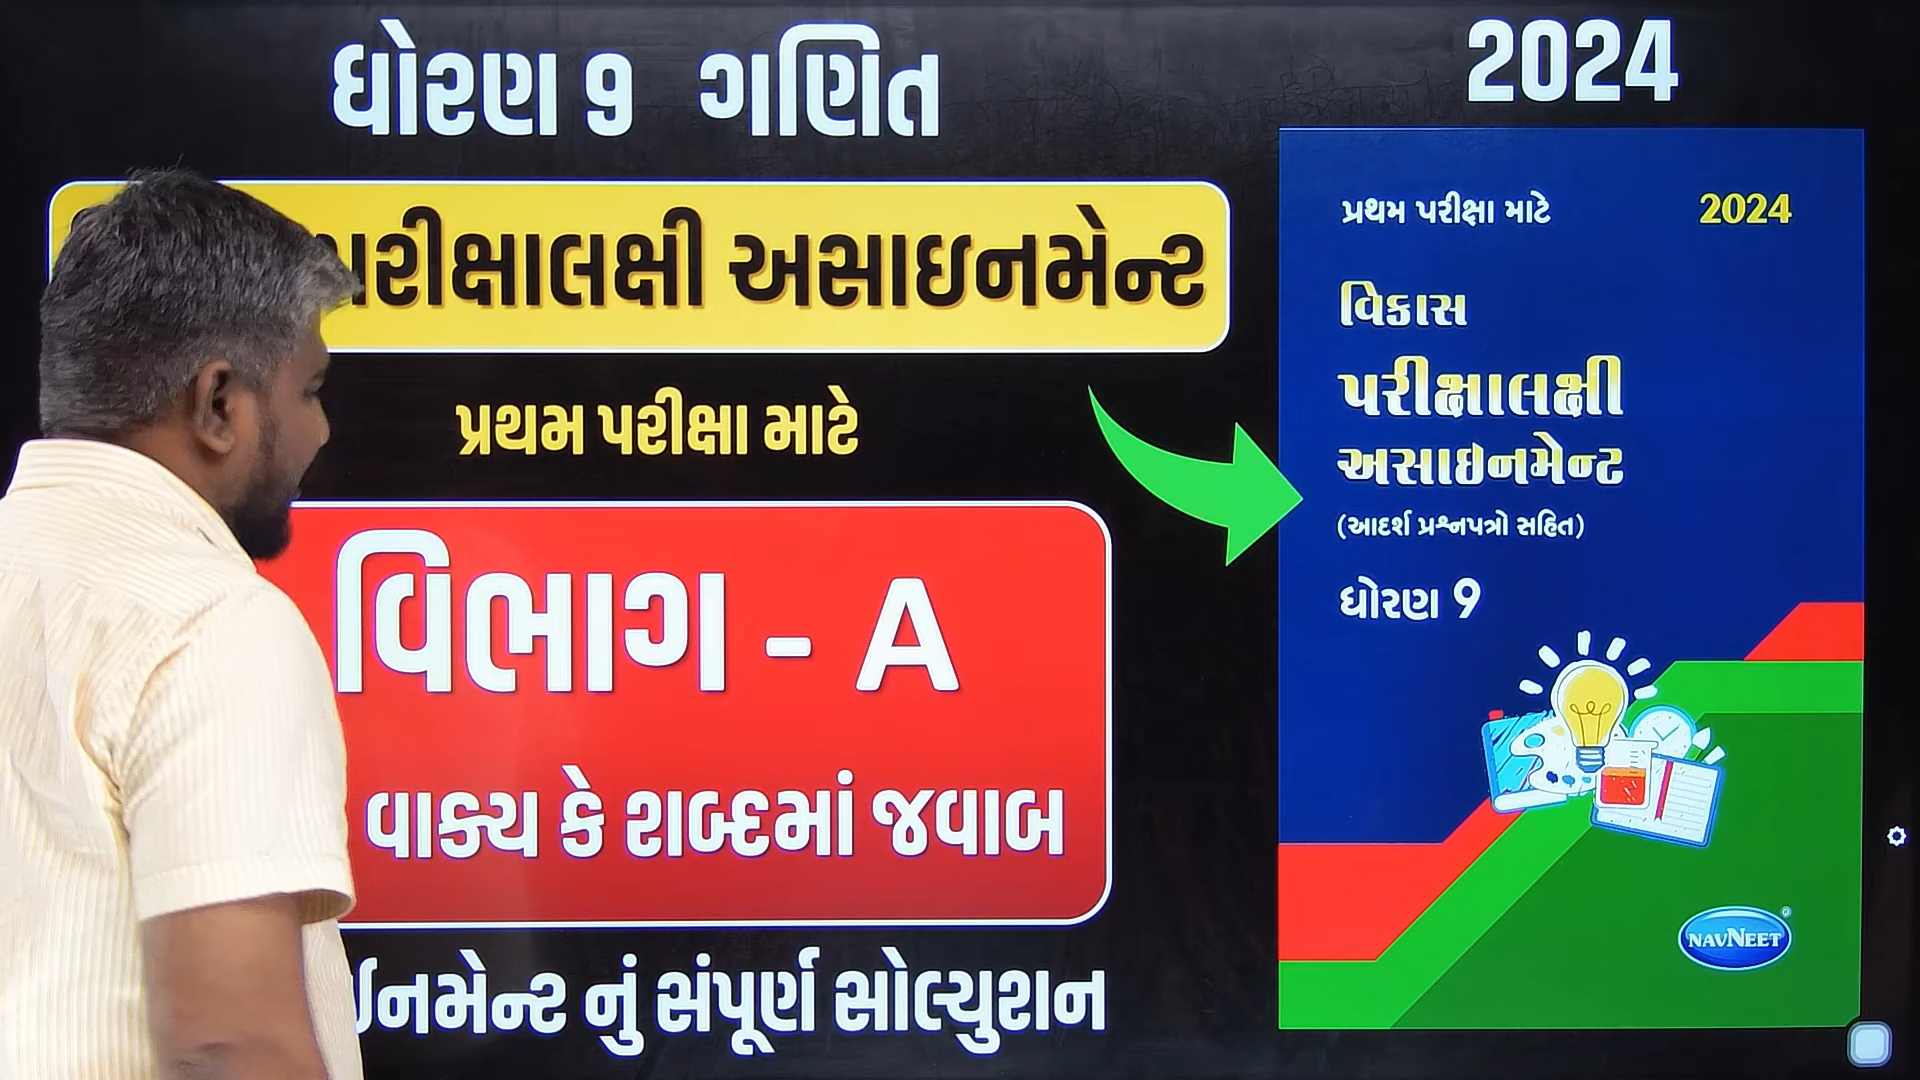 ધોરણ 9 ગણિત
2024
પરીક્ષાલક્ષી અસાઇનમેન્ટ
પ્રથમ પરીક્ષા માટે
વિભાગ - A
વાક્ય કે શબ્દમાં જવાબ
નું સંપૂર્ણ સોલ્યુશન
પ્રથમ પરીક્ષા માટે 2024
વિકાસ
પરીક્ષાલક્ષી
અસાઇનમેન્ટ
(આદર્શ પ્રશ્નપત્રો સહિત)
ધોરણ 9
NAVNEET